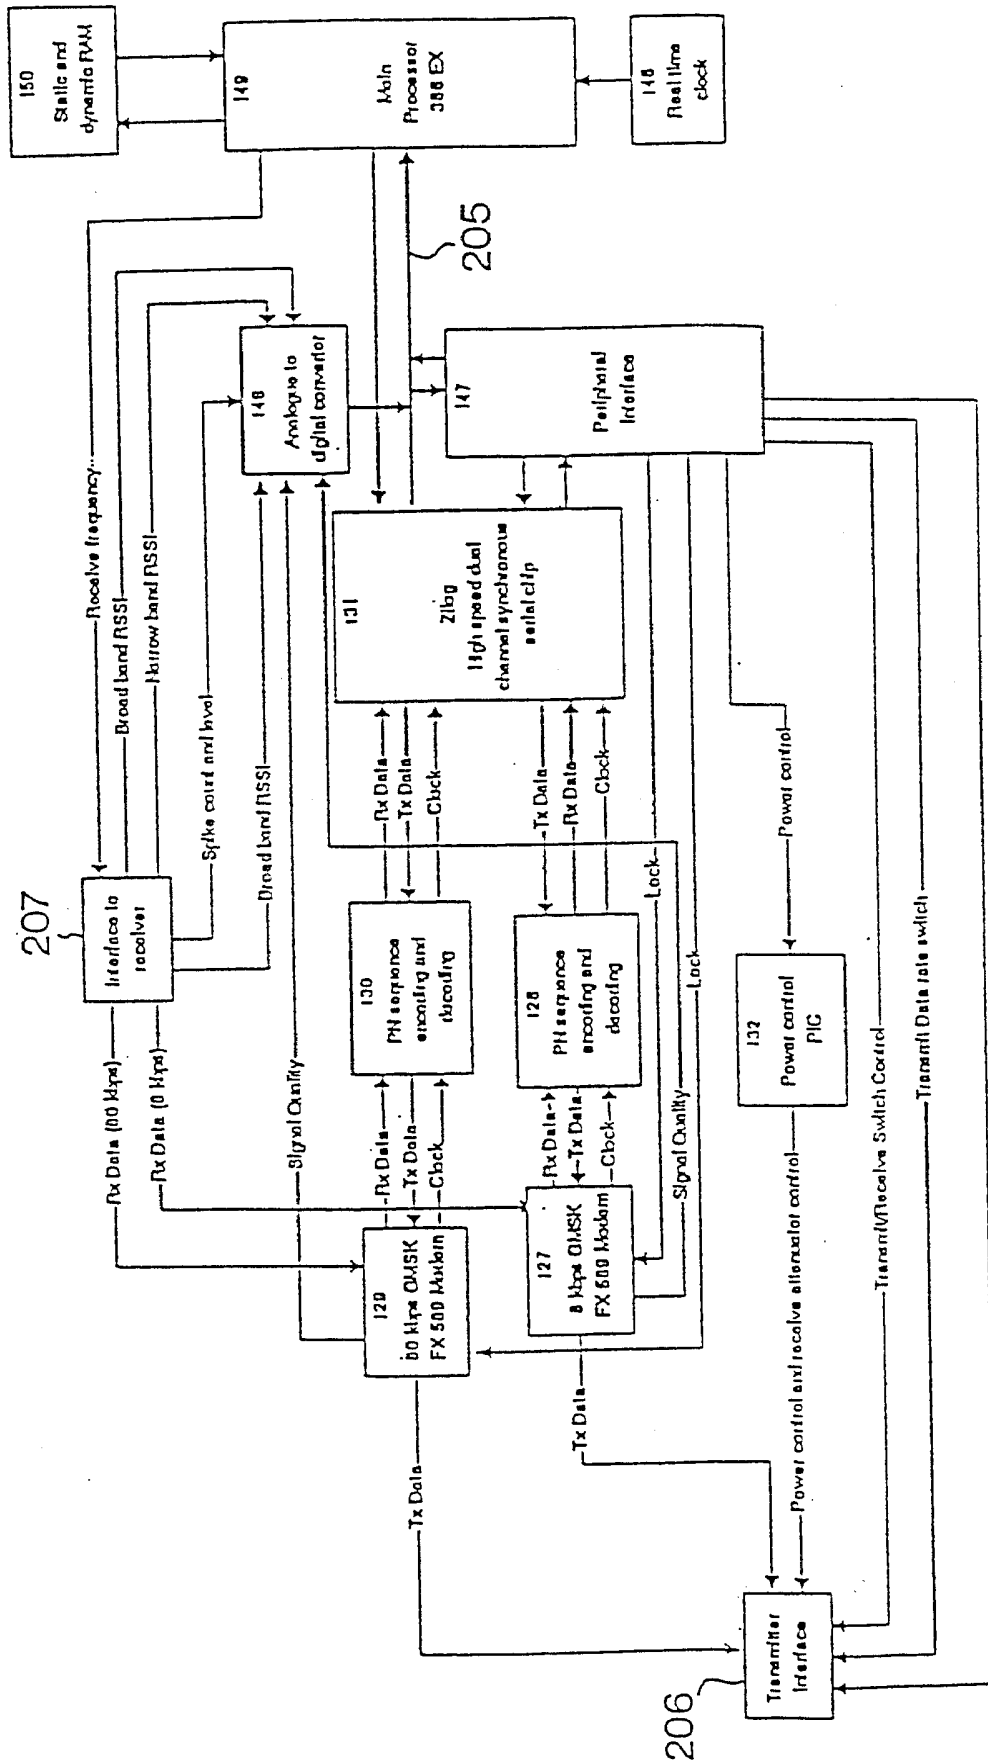 150
Static and
dynamic RAM
149
Main
Processor
386 EX
148
Real time
clock
205
207
Interface to
receiver
Receive frequency
Broad band RSSI
Narrow band RSSI
Spike count and level
Broad band RSSI
Signal Quality
Rx Data (80 kbps)
Rx Data (8 kbps)
146
Analogue to
digital convertor
147
Peripheral
Interface
131
Zilog
High speed dual
channel synchronous
serial chip
Rx Data
Tx Data
Clock
Tx Data
Rx Data
Clock
130
PN sequence
encoding and
decoding
128
PN sequence
encoding and
decoding
Rx Data
Tx Data
Clock
Rx Data
Tx Data
Clock
129
80 kbps GMSK
FX 589 Modem
127
8 kbps GMSK
FX 589 Modem
Lock
Lock
Signal Quality
Tx Data
Tx Data
Power control
132
Power control
PIC
Power control and receive attenuator control
Transmit/Receive Switch Control
Transmit Data rate switch
206
Transmitter
Interface